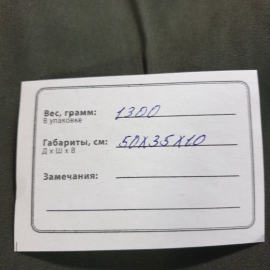 Вес, грамм: 1300
В упаковке
Габариты, см: 50х35х10
Д х Ш х В
Замечания: